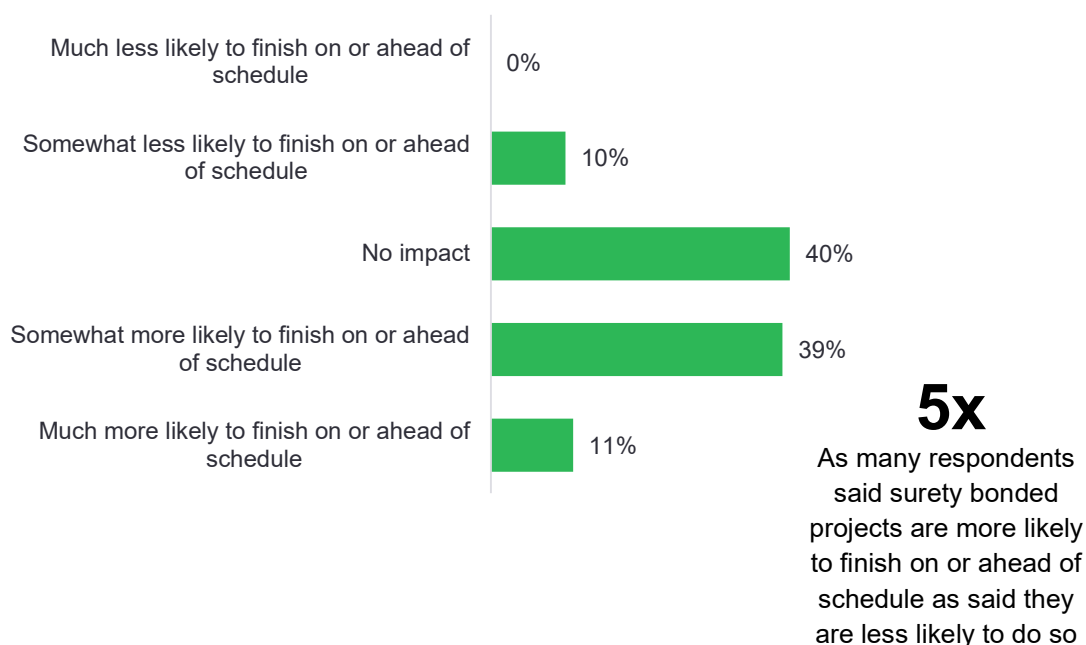 Much less likely to finish on or ahead of
schedule
0%
Somewhat less likely to finish on or ahead
of schedule
10%
No impact
40%
Somewhat more likely to finish on or ahead
of schedule
39%
Much more likely to finish on or ahead of
schedule
11%
5x
As many respondents
said surety bonded
projects are more likely
to finish on or ahead of
schedule as said they
are less likely to do so